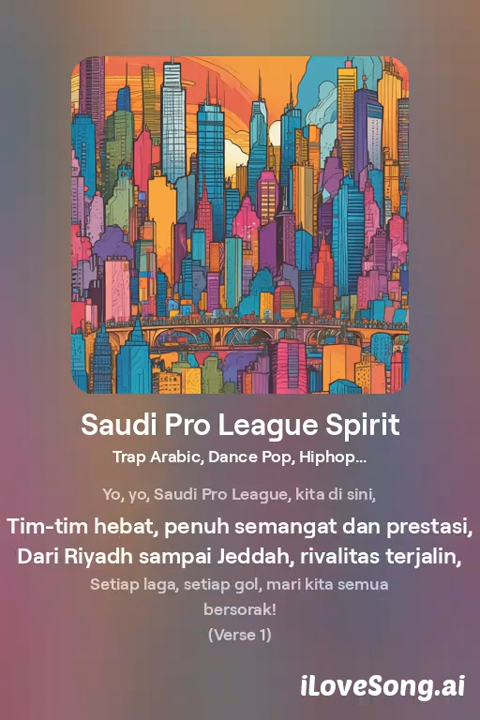 Saudi Pro League Spirit
Trap Arabic, Dance Pop, Hiphop...
Yo, yo, Saudi Pro League, kita di sini,
Tim-tim hebat, penuh semangat dan prestasi,
Dari Riyadh sampai Jeddah, rivalitas terjalin,
Setiap laga, setiap gol, mari kita semua
bersorak!
(Verse 1)
iLoveSong.ai